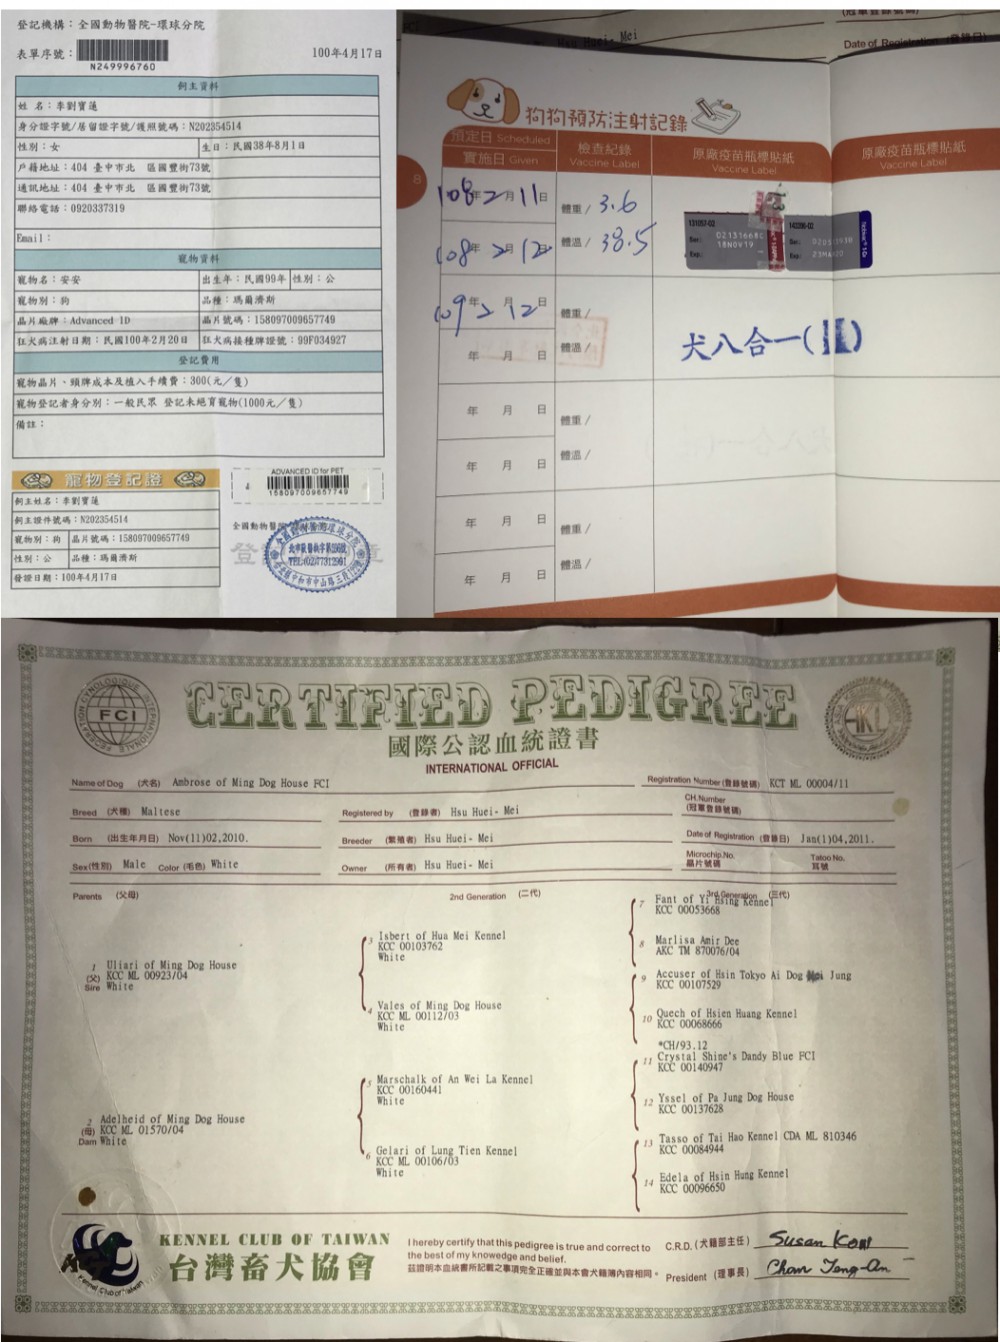 登記機構：全國動物醫院-環球分院
表單序號：
N249996760
100年4月17日
飼主資料
姓 名：李劉寶蓮
身分證字號/居留證字號/護照號碼：N202354514
性別：女
生日：民國38年8月1日
戶籍地址：404 臺中市北 區國豐街73號
通訊地址：404 臺中市北 區國豐街73號
聯絡電話：0920337319
Email：
寵物資料
寵物名：安安
出生年：民國99年
性別：公
寵物別：狗
品種：瑪爾濟斯
晶片廠牌：Advanced ID
晶片號碼：158097009657749
狂犬病注射日期：民國100年2月20日
狂犬病接種牌證號：99F034927
登記費用
寵物晶片、頸牌成本及植入手續費：300(元／隻)
寵物登記者身分別：一般民眾 登記未絕育寵物(1000元／隻)
備註：
寵物登記證
飼主姓名：李劉寶蓮
飼主證件號碼：N202354514
寵物別：狗
晶片號碼：158097009657749
性別：公
品種：瑪爾濟斯
發證日期：100年4月17日
ADVANCED ID for PET
158097009657749
全國動物醫院
Hsu Huei- Mei
Date of Registration (登錄日)
狗狗預防注射記錄
預定日 Scheduled
實施日 Given
檢查紀錄
Vaccine Label
原廠疫苗瓶標貼紙
Vaccine Label
原廠疫苗瓶標貼紙
Vaccine Label
8
108年2月11日
體重/ 3.6
108年2月12日
體溫/ 38.5
131057-02
18NOV19
109年2月12日
體重/
年 月 日
體溫/
犬八合一
年 月 日
體重/
年 月 日
體溫/
年 月 日
體重/
年 月 日
體溫/
FCI
CERTIFIED PEDIGREE
國際公認血統證書
INTERNATIONAL OFFICIAL
Name of Dog (犬名) Ambrose of Ming Dog House FCI
Registration Number (登錄號碼) KCT ML 00004/11
Breed (犬種) Maltese
Registered by (登錄者) Hsu Huei- Mei
CH.Number
(冠軍登錄號碼)
Born (出生年月日) Nov(11)02,2010.
Breeder (繁殖者) Hsu Huei- Mei
Date of Registration (登錄日) Jan(1)04,2011.
Sex(性別) Male Color (毛色) White
Owner (所有者) Hsu Huei- Mei
Microchip.No.
晶片號碼
Tatoo No.
耳號
Parents (父母)
2nd Generation (二代)
3rd Generation (三代)
1 Uliari of Ming Dog House
(父) KCC ML 00923/04
Sire White
2 Adelheid of Ming Dog House
(母) KCC ML 01570/04
Dam White
3 Isbert of Hua Mei Kennel
KCC 00103762
White
4 Vales of Ming Dog House
KCC ML 00112/03
White
5 Marschalk of An Wei La Kennel
KCC 00160441
White
6 Gelari of Lung Tien Kennel
KCC ML 00106/03
White
7 Fant of Yi Hsing Kennel
KCC 00053668
8 Marlisa Amir Dee
AKC TM 870076/04
9 Accuser of Hsin Tokyo Ai Dog Jung
KCC 00107529
10 Quech of Hsien Huang Kennel
KCC 00068666
*CH/93.12
11 Crystal Shine's Dandy Blue FCI
KCC 00140947
12 Yssel of Pa Jung Dog House
KCC 00137628
13 Tasso of Tai Hao Kennel CDA ML 810346
KCC 00084944
14 Edela of Hsin Hung Kennel
KCC 00096650
KENNEL CLUB OF TAIWAN
台灣畜犬協會
I hereby certify that this pedigree is true and correct to
the best of my knowedge and belief.
茲證明本血統書所記載之事項完全正確並與本會犬籍簿內容相同。
C.R.D. (犬籍部主任) Susan Kow
President (理事長) Chan Teng-An